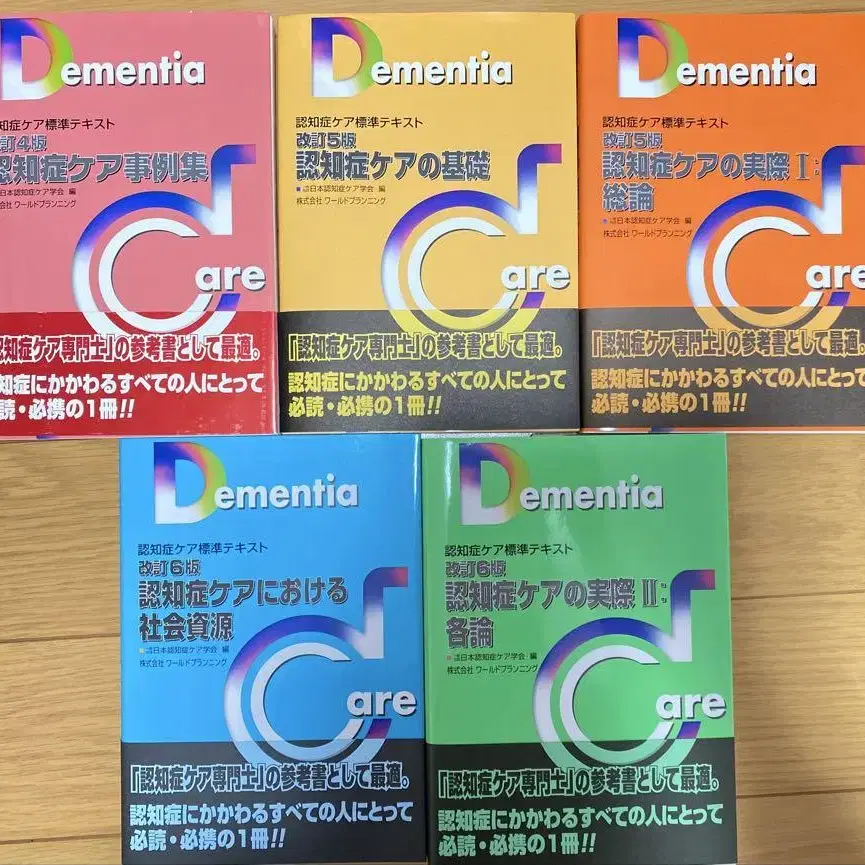 Dementia
認知症ケア標準テキスト
改訂4版
認知症ケア事例集
日本認知症ケア学会 編
株式会社 ワールドプランニング
Care
「認知症ケア専門士」の参考書として最適。
認知症にかかわるすべての人にとって
必読・必携の1冊!!
Dementia
認知症ケア標準テキスト
改訂5版
認知症ケアの基礎
日本認知症ケア学会 編
株式会社 ワールドプランニング
Care
「認知症ケア専門士」の参考書として最適。
認知症にかかわるすべての人にとって
必読・必携の1冊!!
Dementia
認知症ケア標準テキスト
改訂5版
認知症ケアの実際Ⅰ:
総論
日本認知症ケア学会 編
株式会社 ワールドプランニング
Care
「認知症ケア専門士」の参考書として最適。
認知症にかかわるすべての人にとって
必読・必携の1冊!!
Dementia
認知症ケア標準テキスト
改訂6版
認知症ケアにおける
社会資源
日本認知症ケア学会 編
株式会社 ワールドプランニング
Care
「認知症ケア専門士」の参考書として最適。
認知症にかかわるすべての人にとって
必読・必携の1冊!!
Dementia
認知症ケア標準テキスト
改訂6版
認知症ケアの実際Ⅱ:
各論
日本認知症ケア学会 編
株式会社 ワールドプランニング
Care
「認知症ケア専門士」の参考書として最適。
認知症にかかわるすべての人にとって
必読・必携の1冊!!